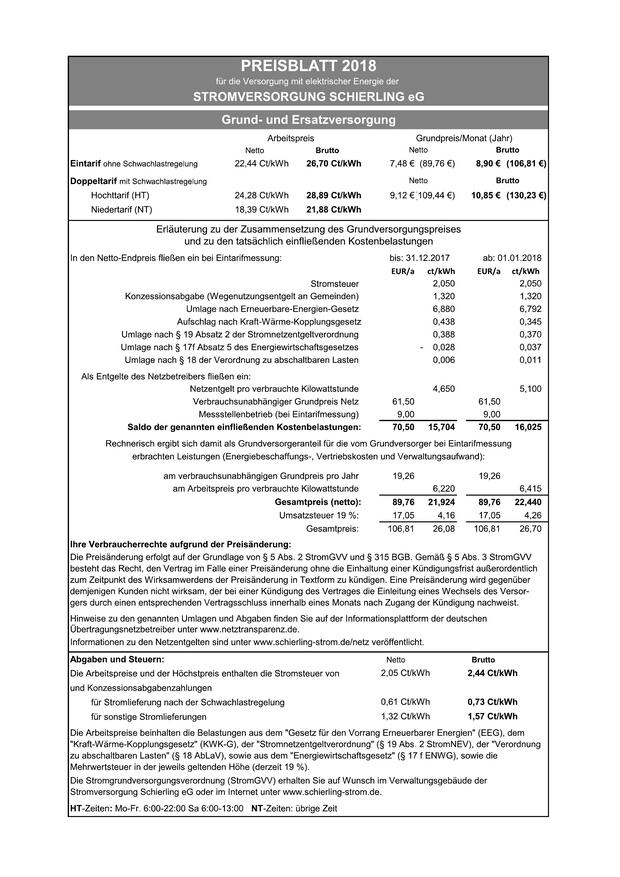 PREISBLATT 2018
für die Versorgung mit elektrischer Energie der
STROMVERSORGUNG SCHIERLING eG
Grund- und Ersatzversorgung
Arbeitspreis Grundpreis/Monat (Jahr)
Netto Brutto Netto Brutto
Eintarif ohne Schwachlastregelung 22,44 Ct/kWh 26,70 Ct/kWh 7,48 € (89,76 €) 8,90 € (106,81 €)
Doppeltarif mit Schwachlastregelung Netto Brutto
Hochttarif (HT) 24,28 Ct/kWh 28,89 Ct/kWh 9,12 € 109,44 €) 10,85 € (130,23 €)
Niedertarif (NT) 18,39 Ct/kWh 21,88 Ct/kWh
Erläuterung zu der Zusammensetzung des Grundversorgungspreises
und zu den tatsächlich einfließenden Kostenbelastungen
In den Netto-Endpreis fließen ein bei Eintarifmessung: bis: 31.12.2017 ab: 01.01.2018
EUR/a ct/kWh EUR/a ct/kWh
Stromsteuer 2,050 2,050
Konzessionsabgabe (Wegenutzungsentgelt an Gemeinden) 1,320 1,320
Umlage nach Erneuerbare-Energien-Gesetz 6,880 6,792
Aufschlag nach Kraft-Wärme-Kopplungsgesetz 0,438 0,345
Umlage nach § 19 Absatz 2 der Stromnetzentgeltverordnung 0,388 0,370
Umlage nach § 17f Absatz 5 des Energiewirtschaftsgesetzes - 0,028 0,037
Umlage nach § 18 der Verordnung zu abschaltbaren Lasten 0,006 0,011
Als Entgelte des Netzbetreibers fließen ein:
Netzentgelt pro verbrauchte Kilowattstunde 4,650 5,100
Verbrauchsunabhängiger Grundpreis Netz 61,50 61,50
Messstellenbetrieb (bei Eintarifmessung) 9,00 9,00
Saldo der genannten einfließenden Kostenbelastungen: 70,50 15,704 70,50 16,025
Rechnerisch ergibt sich damit als Grundversorgeranteil für die vom Grundversorger bei Eintarifmessung
erbrachten Leistungen (Energiebeschaffungs-, Vertriebskosten und Verwaltungsaufwand):
am verbrauchsunabhängigen Grundpreis pro Jahr 19,26 19,26
am Arbeitspreis pro verbrauchte Kilowattstunde 6,220 6,415
Gesamtpreis (netto): 89,76 21,924 89,76 22,440
Umsatzsteuer 19 %: 17,05 4,16 17,05 4,26
Gesamtpreis: 106,81 26,08 106,81 26,70
Ihre Verbraucherrechte aufgrund der Preisänderung:
Die Preisänderung erfolgt auf der Grundlage von § 5 Abs. 2 StromGVV und § 315 BGB. Gemäß § 5 Abs. 3 StromGVV
besteht das Recht, den Vertrag im Falle einer Preisänderung ohne die Einhaltung einer Kündigungsfrist außerordentlich
zum Zeitpunkt des Wirksamwerdens der Preisänderung in Textform zu kündigen. Eine Preisänderung wird gegenüber
demjenigen Kunden nicht wirksam, der bei einer Kündigung des Vertrages die Einleitung eines Wechsels des Versor-
gers durch einen entsprechenden Vertragsschluss innerhalb eines Monats nach Zugang der Kündigung nachweist.
Hinweise zu den genannten Umlagen und Abgaben finden Sie auf der Informationsplattform der deutschen
Übertragungsnetzbetreiber unter www.netztransparenz.de.
Informationen zu den Netzentgelten sind unter www.schierling-strom.de/netz veröffentlicht.
Abgaben und Steuern: Netto Brutto
Die Arbeitspreise und der Höchstpreis enthalten die Stromsteuer von 2,05 Ct/kWh 2,44 Ct/kWh
und Konzessionsabgabenzahlungen
für Stromlieferung nach der Schwachlastregelung 0,61 Ct/kWh 0,73 Ct/kWh
für sonstige Stromlieferungen 1,32 Ct/kWh 1,57 Ct/kWh
Die Arbeitspreise beinhalten die Belastungen aus dem "Gesetz für den Vorrang Erneuerbarer Energien" (EEG), dem
"Kraft-Wärme-Kopplungsgesetz" (KWK-G), der "Stromnetzentgeltverordnung" (§ 19 Abs. 2 StromNEV), der "Verordnung
zu abschaltbaren Lasten" (§ 18 AbLaV), sowie aus dem "Energiewirtschaftsgesetz" (§ 17 f ENWG), sowie die
Mehrwertsteuer in der jeweils geltenden Höhe (derzeit 19 %).
Die Stromgrundversorgungsverordnung (StromGVV) erhalten Sie auf Wunsch im Verwaltungsgebäude der
Stromversorgung Schierling eG oder im Internet unter www.schierling-strom.de.
HT-Zeiten: Mo-Fr. 6:00-22:00 Sa 6:00-13:00 NT-Zeiten: übrige Zeit